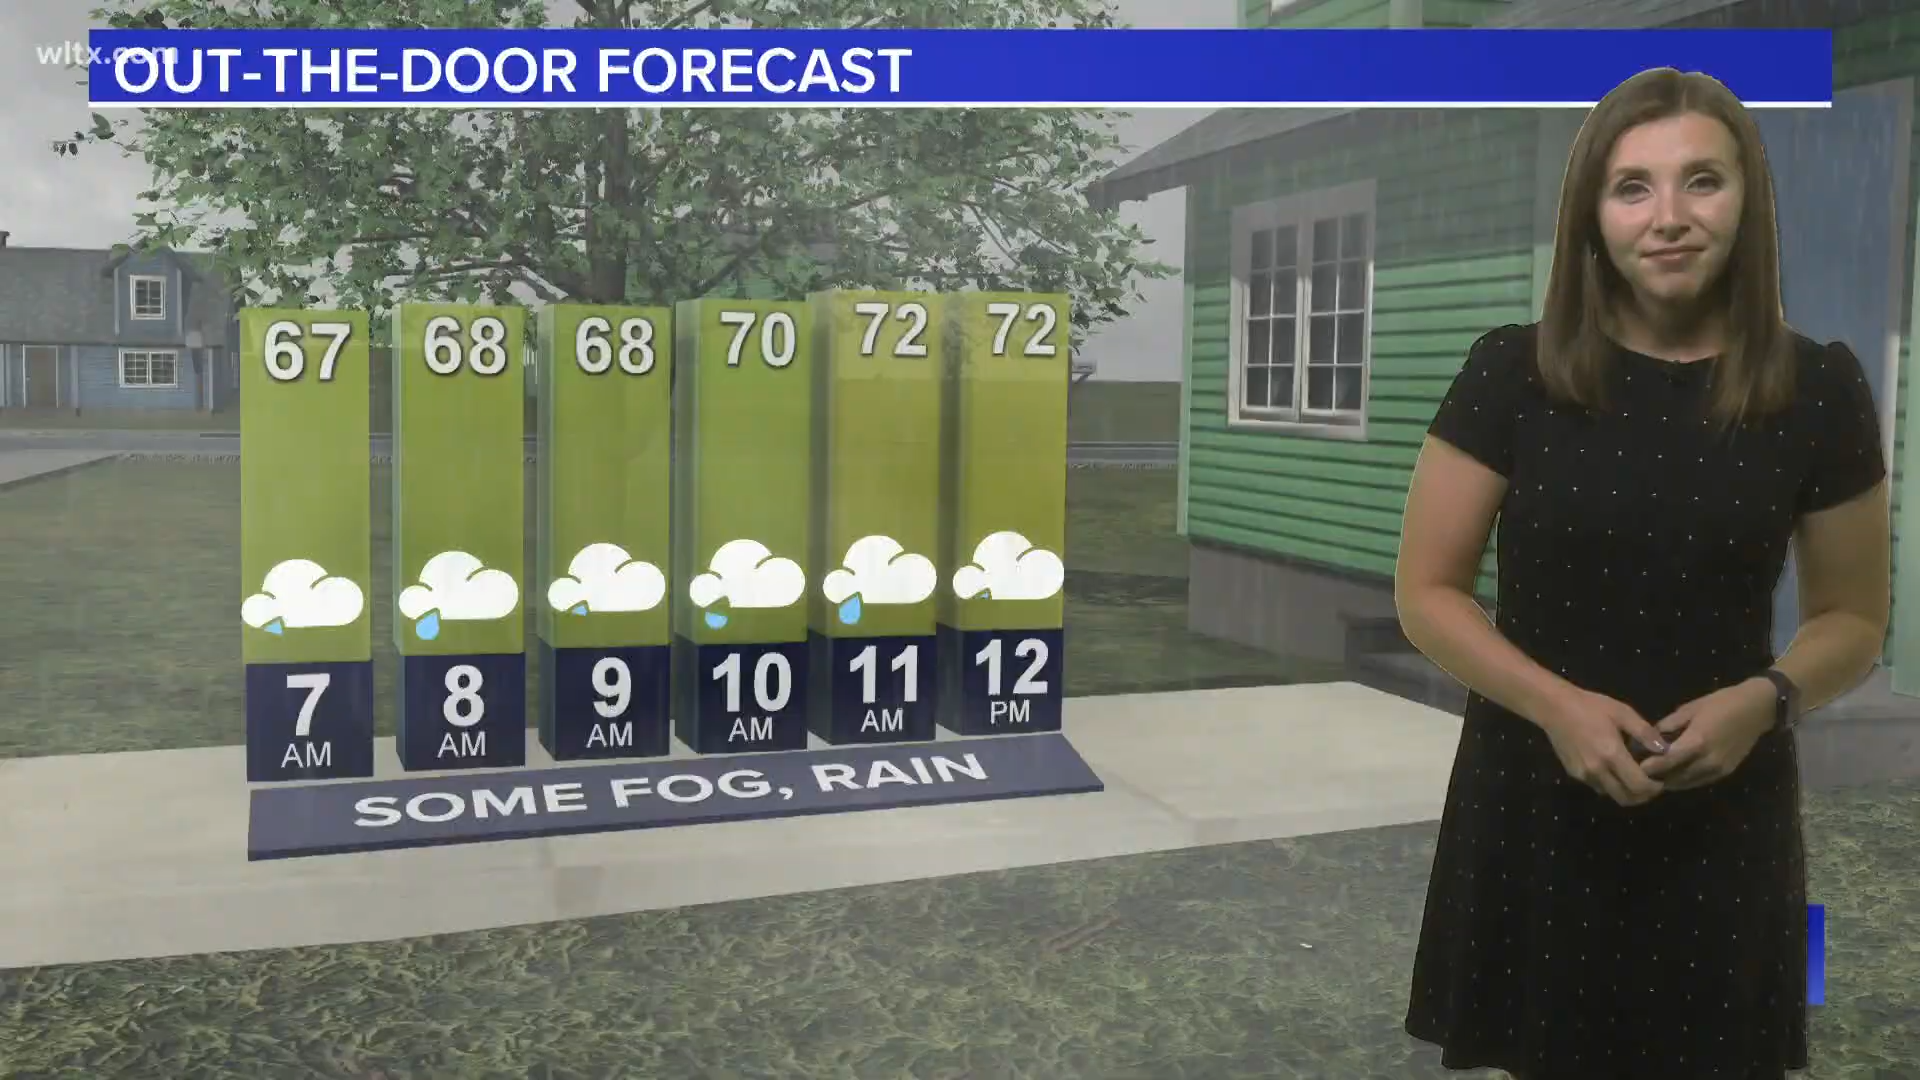 wltx.com
OUT-THE-DOOR FORECAST
67 68 68 70 72 72
7 8 9 10 11 12
AM AM AM AM AM PM
SOME FOG, RAIN